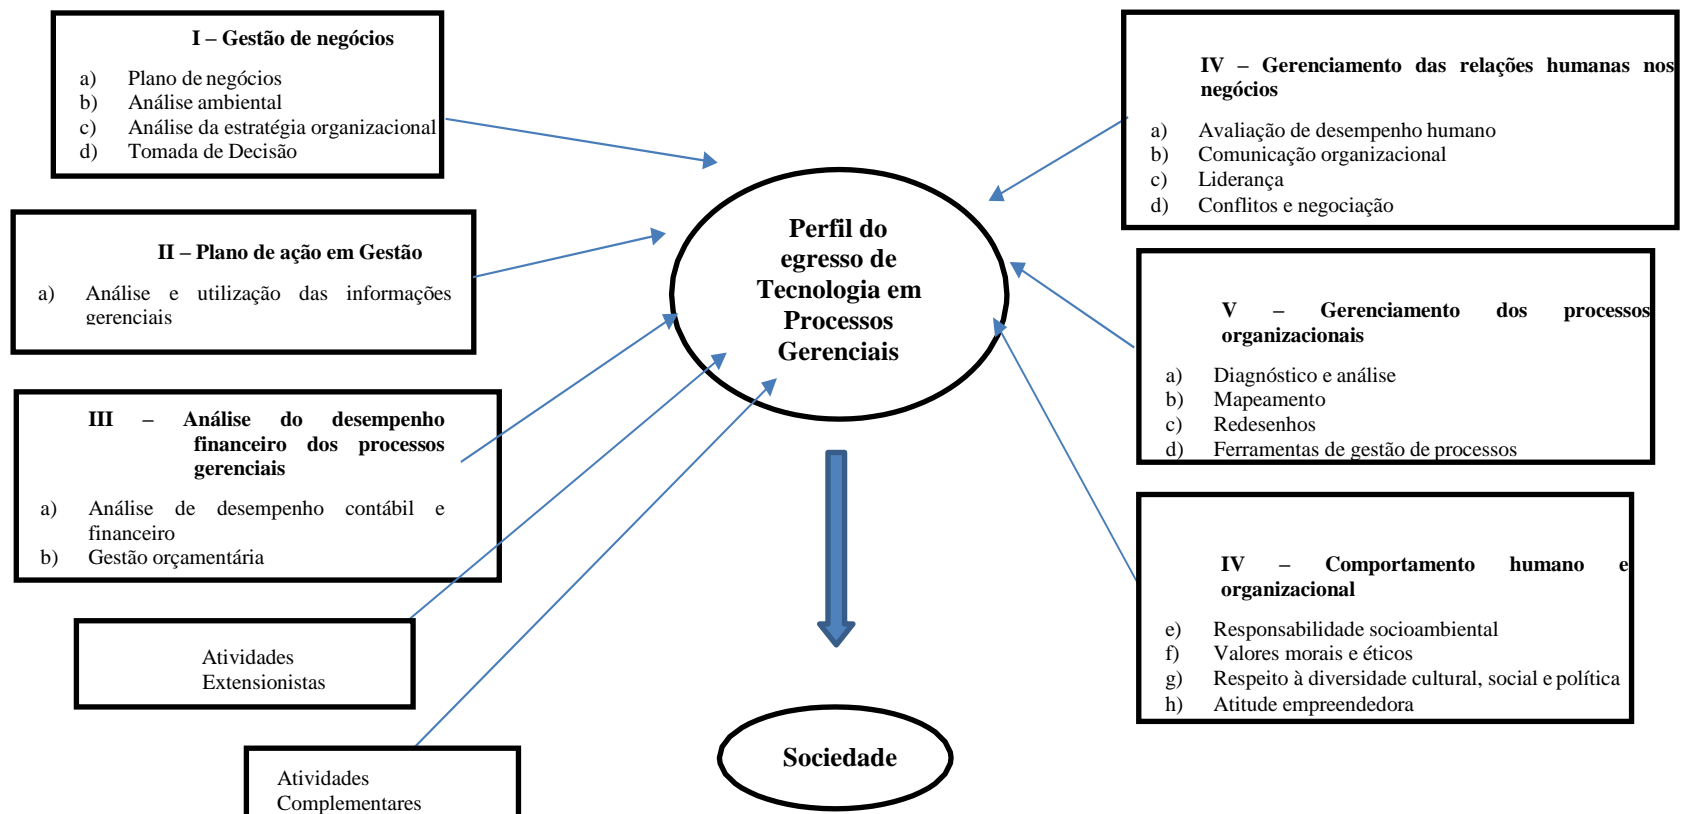 I – Gestão de negócios
a) Plano de negócios
b) Análise ambiental
c) Análise da estratégia organizacional
d) Tomada de Decisão
II – Plano de ação em Gestão
a) Análise e utilização das informações
gerenciais
III – Análise do desempenho
financeiro dos processos
gerenciais
a) Análise de desempenho contábil e
financeiro
b) Gestão orçamentária
Atividades
Extensionistas
Atividades
Complementares
Perfil do
egresso de
Tecnologia em
Processos
Gerenciais
Sociedade
IV – Gerenciamento das relações humanas nos
negócios
a) Avaliação de desempenho humano
b) Comunicação organizacional
c) Liderança
d) Conflitos e negociação
V – Gerenciamento dos processos
organizacionais
a) Diagnóstico e análise
b) Mapeamento
c) Redesenhos
d) Ferramentas de gestão de processos
IV – Comportamento humano e
organizacional
e) Responsabilidade socioambiental
f) Valores morais e éticos
g) Respeito à diversidade cultural, social e política
h) Atitude empreendedora